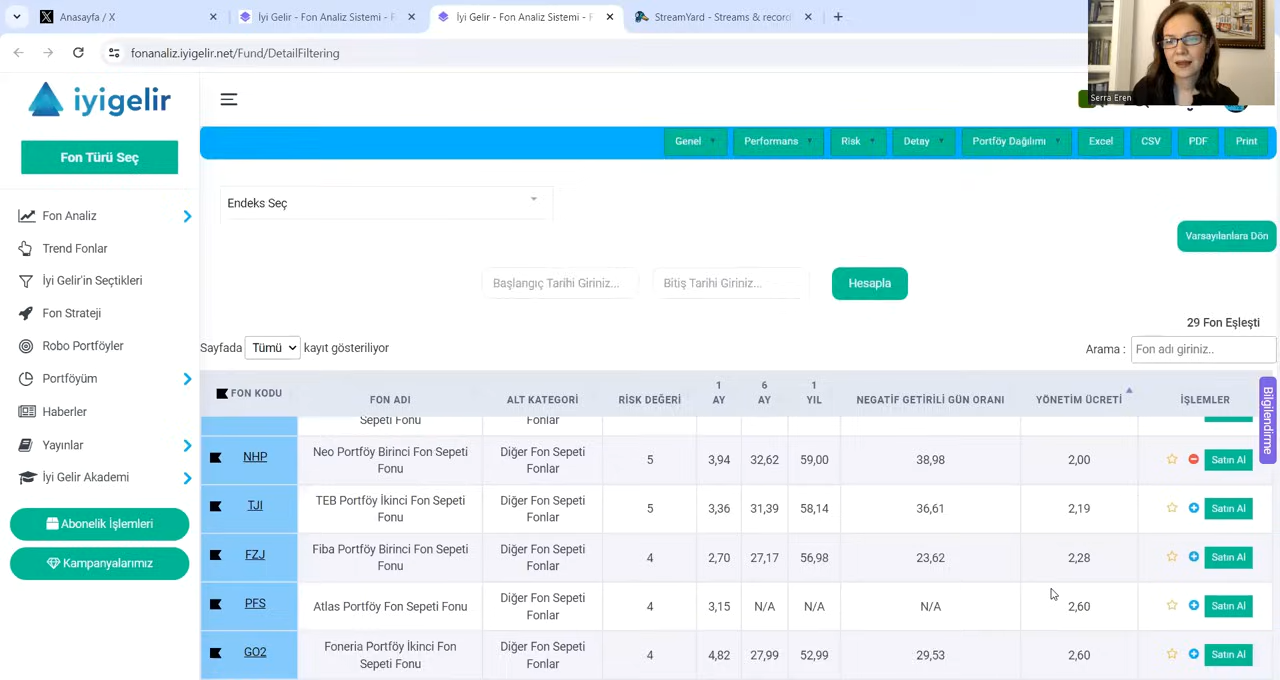 Anasayfa / X
İyi Gelir - Fon Analiz Sistemi -
İyi Gelir - Fon Analiz Sistemi -
StreamYard - Streams & record
fonanaliz.iyigelir.net/Fund/DetailFiltering
Serra Eren
iyigelir
Fon Türü Seç
Fon Analiz
Trend Fonlar
İyi Gelir'in Seçtikleri
Fon Strateji
Robo Portföyler
Portföyüm
Haberler
Yayınlar
İyi Gelir Akademi
Abonelik İşlemleri
Kampanyalarımız
Genel Performans Risk Detay Portföy Dağılımı Excel CSV PDF Print
Endeks Seç
Varsayılanlara Dön
Başlangıç Tarihi Giriniz... Bitiş Tarihi Giriniz... Hesapla
29 Fon Eşleşti
Sayfada Tümü kayıt gösteriliyor
Arama : Fon adı giriniz..
FON KODU FON ADI ALT KATEGORİ RİSK DEĞERİ 1 AY 6 AY 1 YIL NEGATİF GETİRİLİ GÜN ORANI YÖNETİM ÜCRETİ İŞLEMLER
Sepeti Fonu Fonlar
NHP Neo Portföy Birinci Fon Sepeti Fonu Diğer Fon Sepeti Fonlar 5 3,94 32,62 59,00 38,98 2,00 Satın Al
TJI TEB Portföy İkinci Fon Sepeti Fonu Diğer Fon Sepeti Fonlar 5 3,36 31,39 58,14 36,61 2,19 Satın Al
FZJ Fiba Portföy Birinci Fon Sepeti Fonu Diğer Fon Sepeti Fonlar 4 2,70 27,17 56,98 23,62 2,28 Satın Al
PFS Atlas Portföy Fon Sepeti Fonu Diğer Fon Sepeti Fonlar 4 3,15 N/A N/A N/A 2,60 Satın Al
GO2 Foneria Portföy İkinci Fon Sepeti Fonu Diğer Fon Sepeti Fonlar 4 4,82 27,99 52,99 29,53 2,60 Satın Al
Bilgilendirme